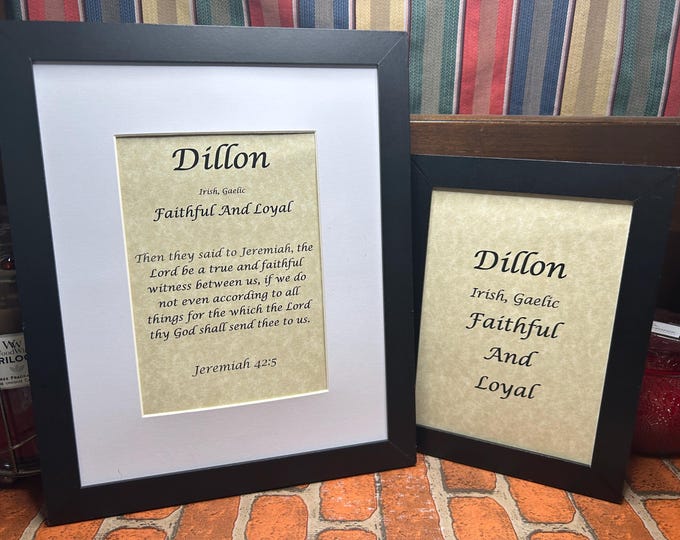 Dillon
Irish, Gaelic
Faithful And Loyal
Then they said to Jeremiah, the
Lord be a true and faithful
witness between us, if we do
not even according to all
things for the which the Lord
thy God shall send thee to us.
Jeremiah 42:5
Dillon
Irish, Gaelic
Faithful
And
Loyal